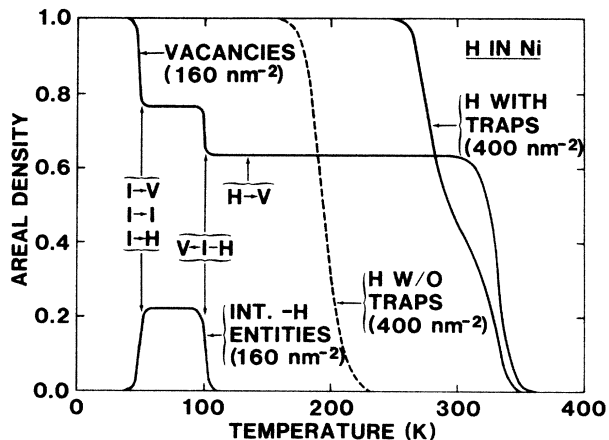 1.0
0.8
0.6
0.4
0.2
0.0
AREAL DENSITY
VACANCIES
(160 nm⁻²)
H IN Ni
H WITH
TRAPS
(400 nm⁻²)
I→V
I→I
I→H
H→V
V←I-H
H W/O
TRAPS
(400 nm⁻²)
INT. -H
ENTITIES
(160 nm⁻²)
0 100 200 300 400
TEMPERATURE (K)